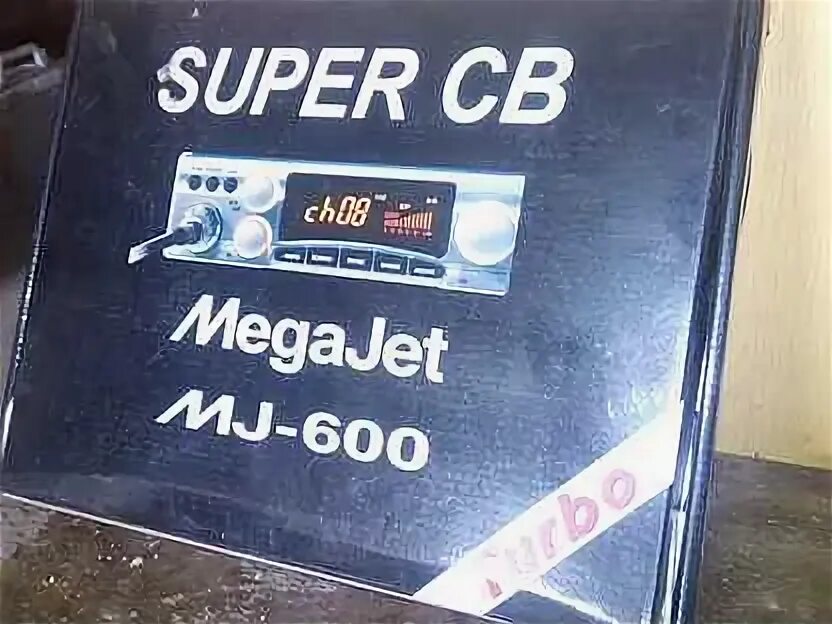 SUPER CB
ch08
MegaJet
MJ-600
Turbo